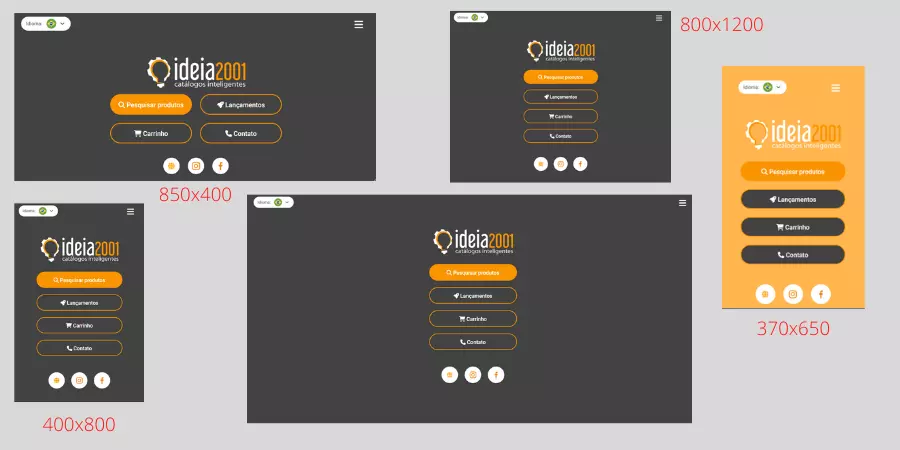 Idioma:
ideia2001
catálogos inteligentes
Pesquisar produtos
Lançamentos
Carrinho
Contato
850x400
Idioma:
ideia2001
catálogos inteligentes
Pesquisar produtos
Lançamentos
Carrinho
Contato
800x1200
Idioma:
ideia2001
catálogos inteligentes
Pesquisar produtos
Lançamentos
Carrinho
Contato
370x650
Idioma:
ideia2001
catálogos inteligentes
Pesquisar produtos
Lançamentos
Carrinho
Contato
400x800
Idioma:
ideia2001
catálogos inteligentes
Pesquisar produtos
Lançamentos
Carrinho
Contato